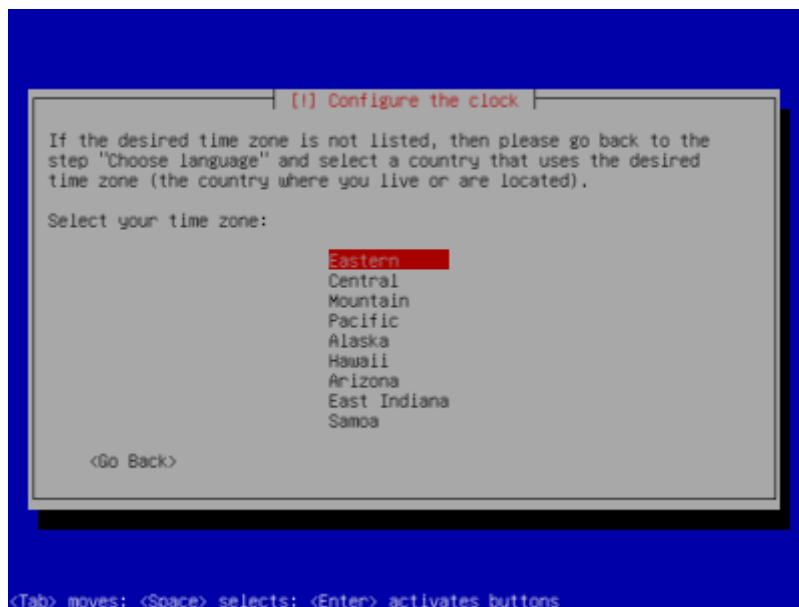 [!] Configure the clock
If the desired time zone is not listed, then please go back to the
step "Choose language" and select a country that uses the desired
time zone (the country where you live or are located).
Select your time zone:
Eastern
Central
Mountain
Pacific
Alaska
Hawaii
Arizona
East Indiana
Samoa
<Go Back>
<Tab> moves; <Space> selects; <Enter> activates buttons